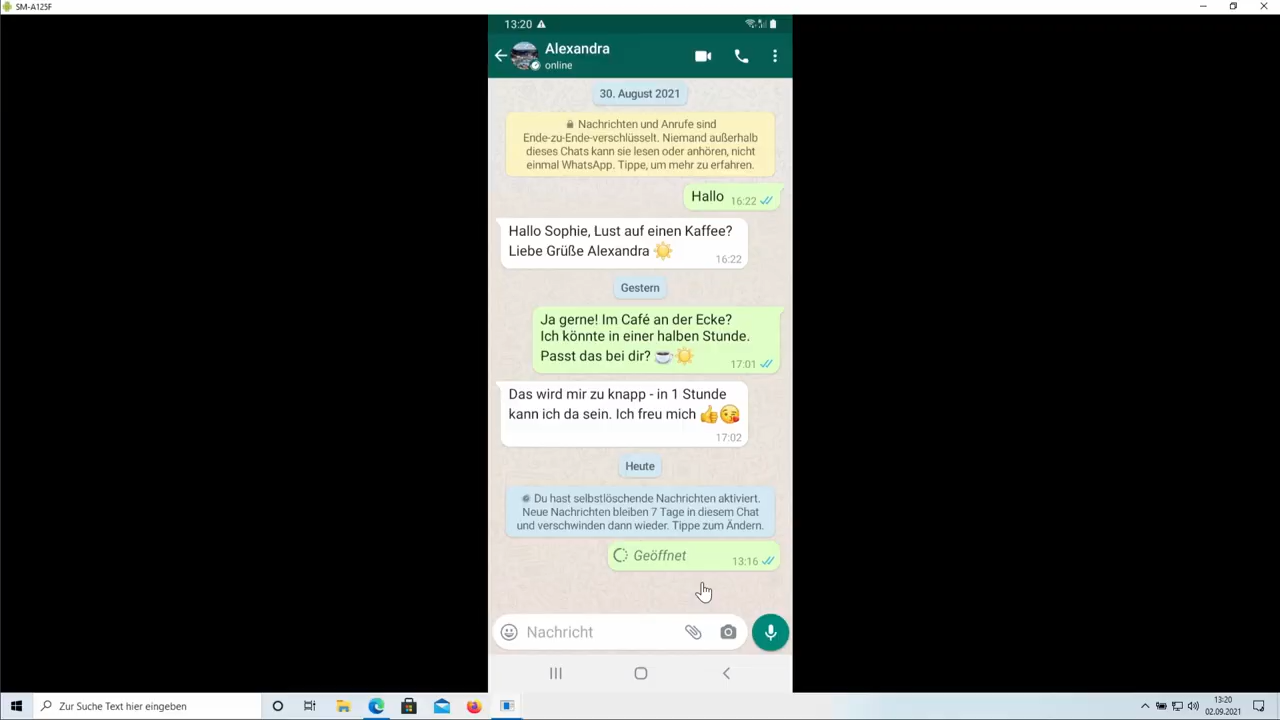 SM-A125F
13:20
Alexandra
online
30. August 2021
Nachrichten und Anrufe sind
Ende-zu-Ende-verschlüsselt. Niemand außerhalb
dieses Chats kann sie lesen oder anhören, nicht
einmal WhatsApp. Tippe, um mehr zu erfahren.
Hallo 16:22
Hallo Sophie, Lust auf einen Kaffee?
Liebe Grüße Alexandra ☀️
16:22
Gestern
Ja gerne! Im Café an der Ecke?
Ich könnte in einer halben Stunde.
Passt das bei dir? ☕☀️
17:01
Das wird mir zu knapp - in 1 Stunde
kann ich da sein. Ich freu mich 👍😘
17:02
Heute
Du hast selbstlöschende Nachrichten aktiviert.
Neue Nachrichten bleiben 7 Tage in diesem Chat
und verschwinden dann wieder. Tippe zum Ändern.
Geöffnet 13:16
Nachricht
Zur Suche Text hier eingeben
13:20
02.09.2021